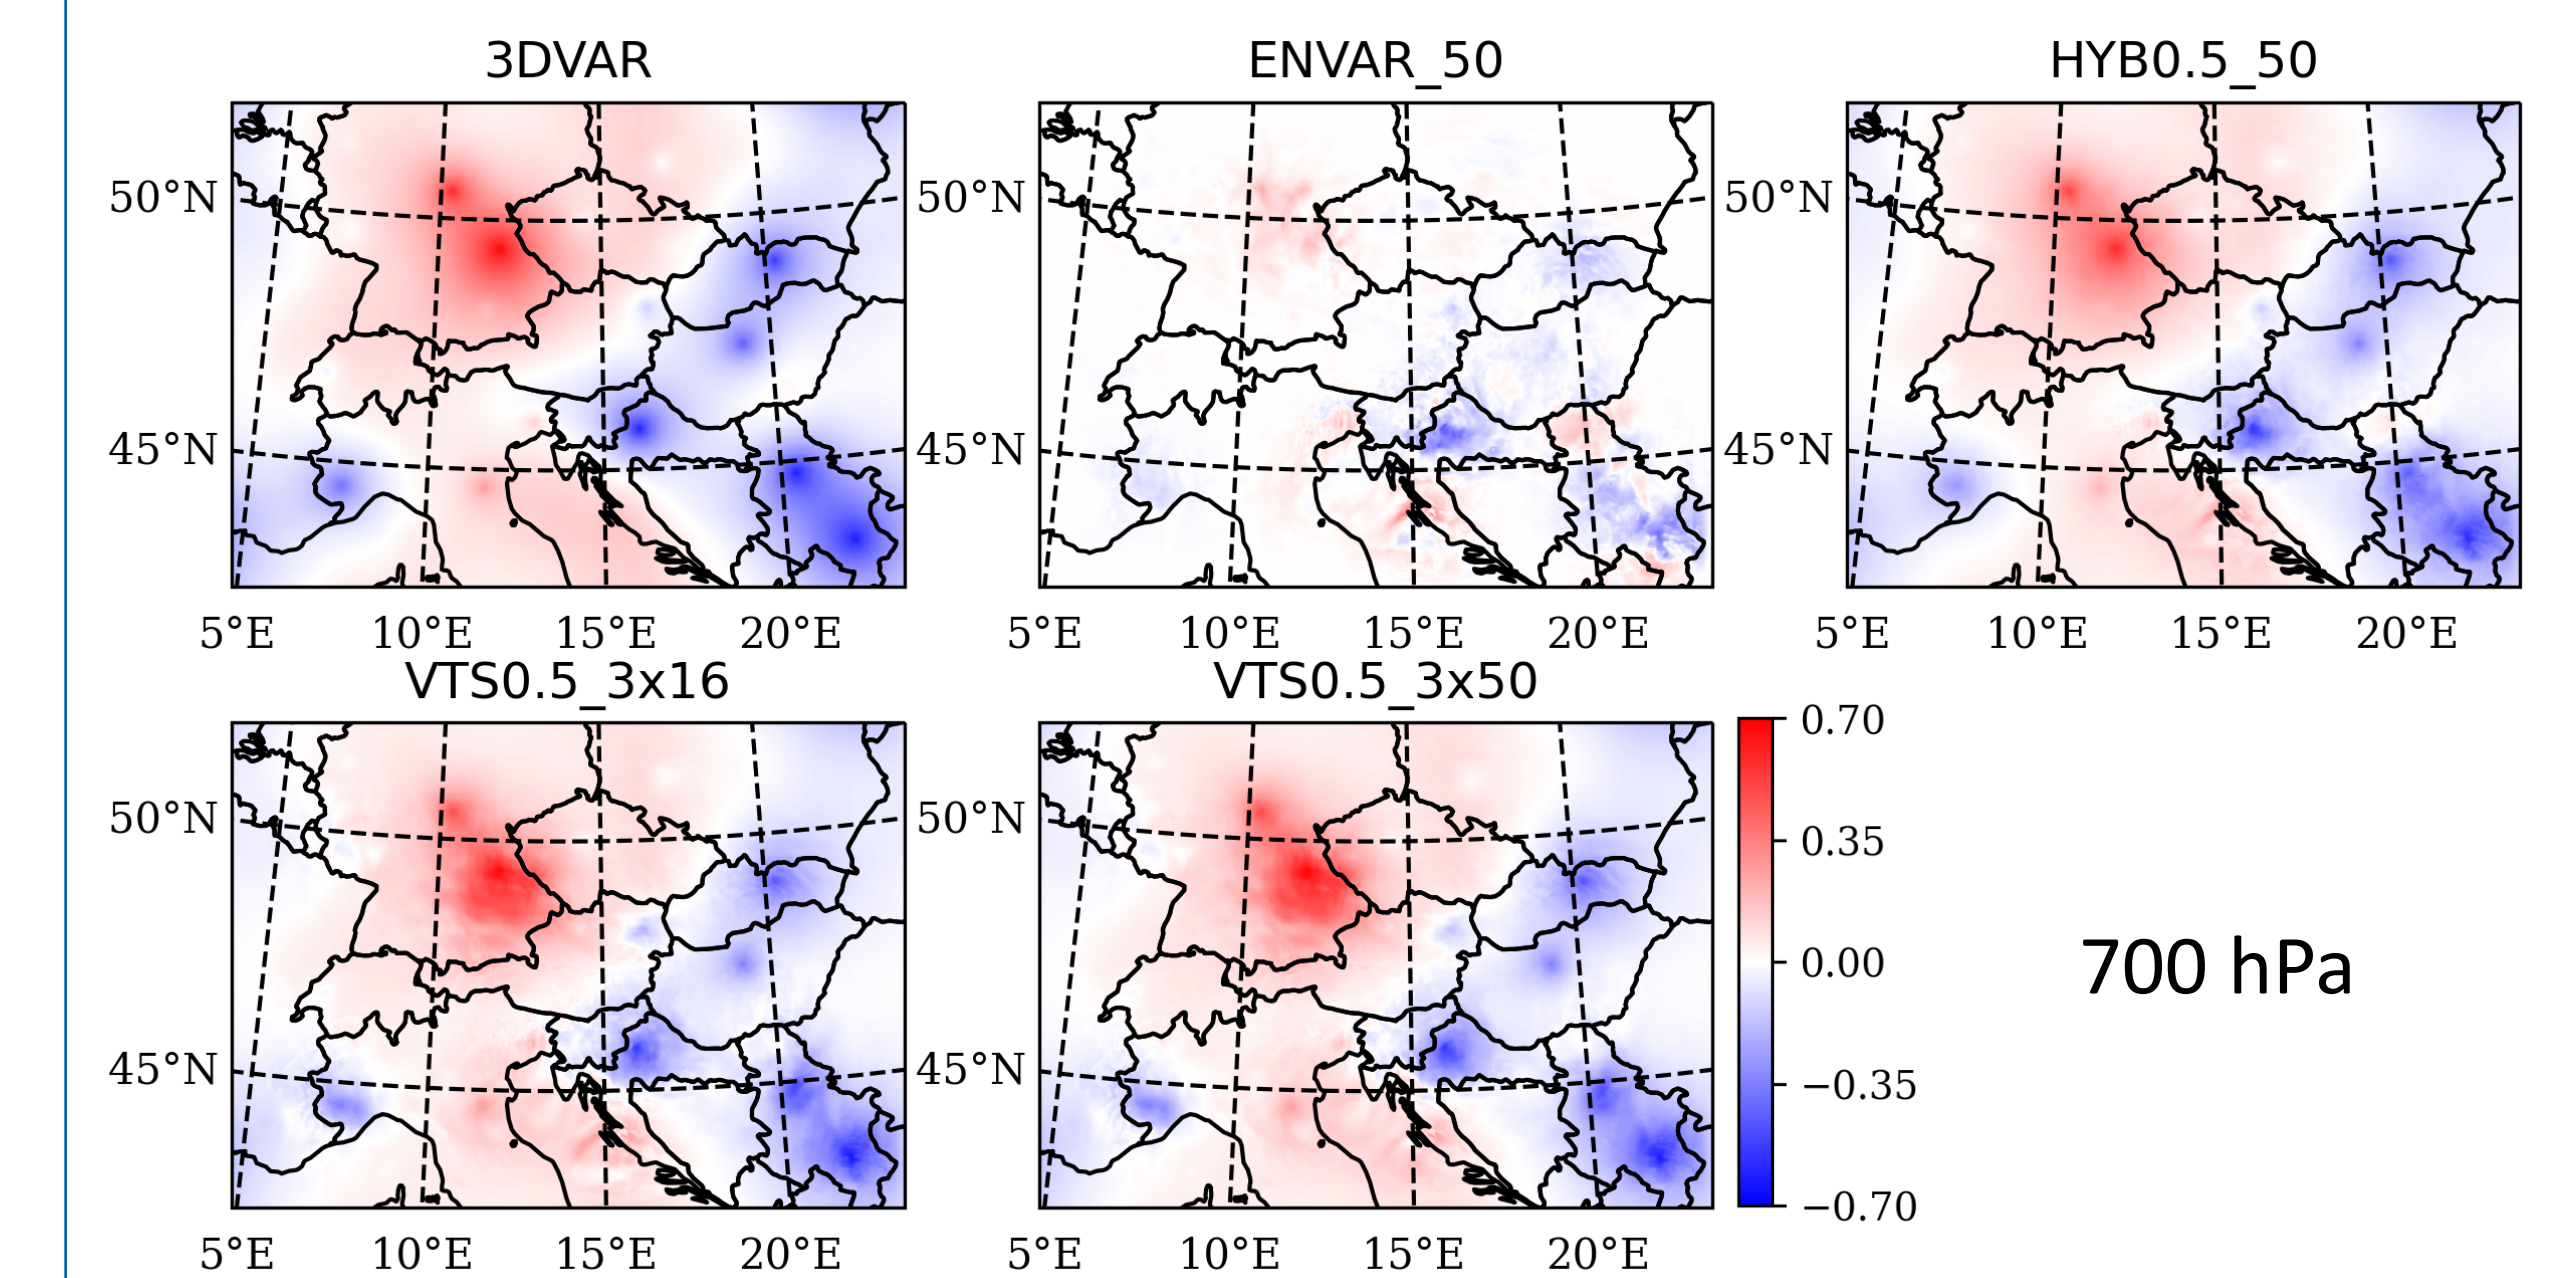 3DVAR ENVAR_50 HYB0.5_50
50°N 50°N 50°N
45°N 45°N 45°N
5°E 10°E 15°E 20°E 5°E 10°E 15°E 20°E 5°E 10°E 15°E 20°E
VTS0.5_3x16 VTS0.5_3x50
0.70
50°N 50°N 0.35
0.00
700 hPa
45°N 45°N −0.35
−0.70
5°E 10°E 15°E 20°E 5°E 10°E 15°E 20°E